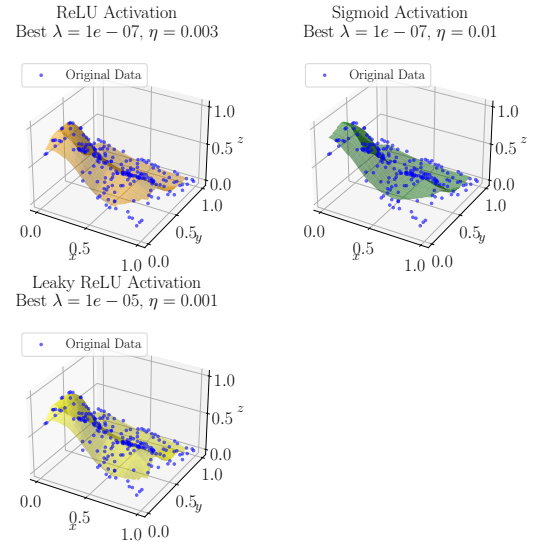 ReLU Activation
Best λ = 1e − 07, η = 0.003
Original Data
1.0
0.5
0.0
z
0.0
0.5
1.0
x
0.0
0.5
1.0
y
Sigmoid Activation
Best λ = 1e − 07, η = 0.01
Original Data
1.0
0.5
0.0
z
0.0
0.5
1.0
x
0.0
0.5
1.0
y
Leaky ReLU Activation
Best λ = 1e − 05, η = 0.001
Original Data
1.0
0.5
0.0
z
0.0
0.5
1.0
x
0.0
0.5
1.0
y